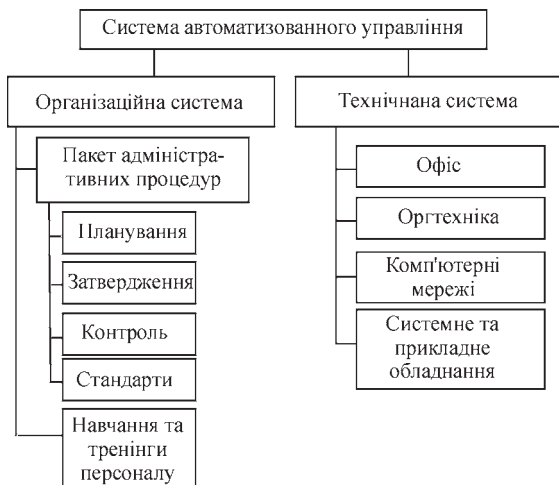 Система автоматизованного управління
Організаційна система
Пакет адміністра-
тивних процедур
Планування
Затвердження
Контроль
Стандарти
Навчання та
тренінги
персоналу
Технічнана система
Офіс
Оргтехніка
Комп'ютерні
мережі
Системне та
прикладне
обладнання